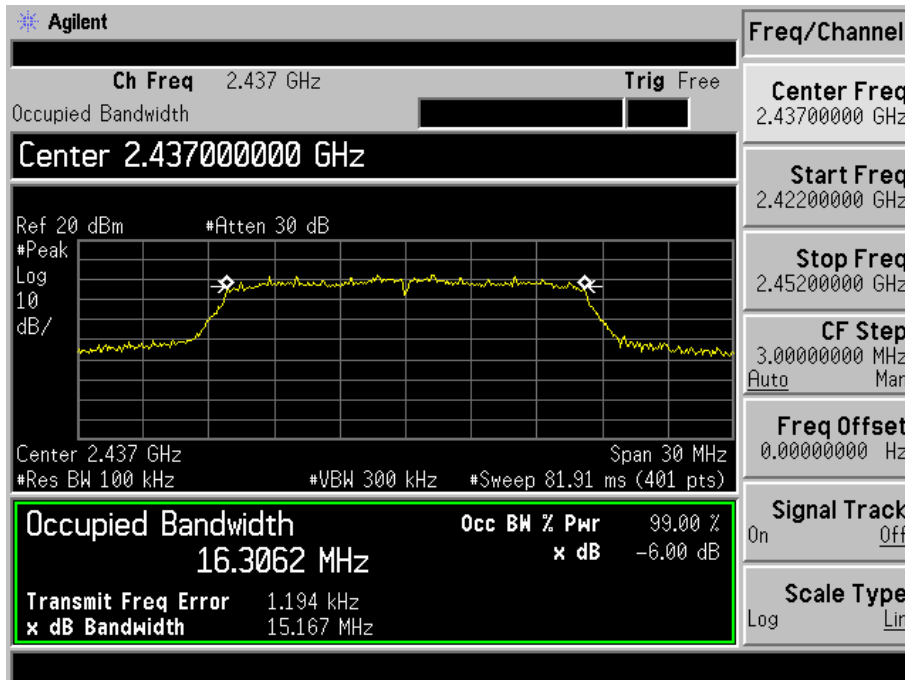 Agilent
Freq/Channel
Ch Freq 2.437 GHz Trig Free
Occupied Bandwidth
Center 2.437000000 GHz
Ref 20 dBm #Atten 30 dB
#Peak
Log
10
dB/
Center 2.437 GHz Span 30 MHz
#Res BW 100 kHz #VBW 300 kHz #Sweep 81.91 ms (401 pts)
Occupied Bandwidth
16.3062 MHz
Occ BW % Pwr 99.00 %
x dB -6.00 dB
Transmit Freq Error 1.194 kHz
x dB Bandwidth 15.167 MHz
Center Freq
2.43700000 GHz
Start Freq
2.42200000 GHz
Stop Freq
2.45200000 GHz
CF Step
3.00000000 MHz
Auto Man
Freq Offset
0.00000000 Hz
Signal Track
On Off
Scale Type
Log Lin